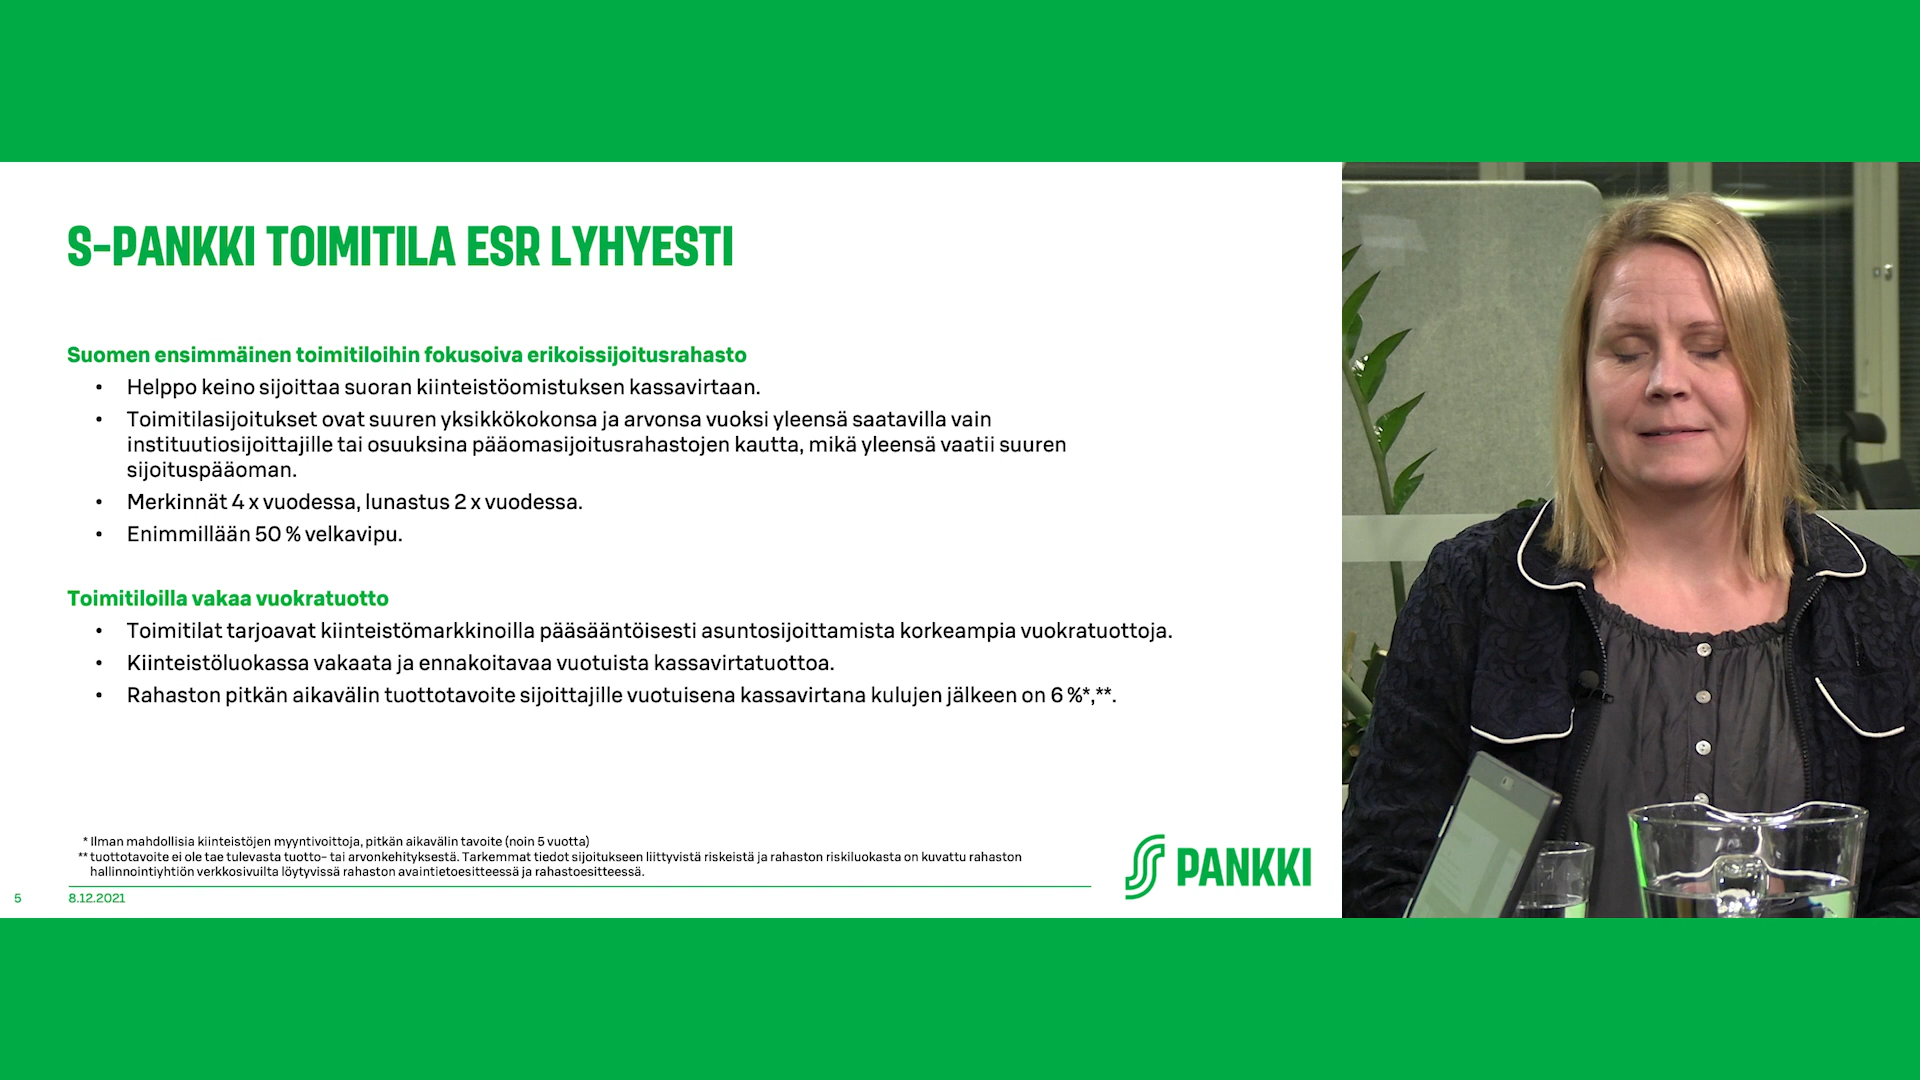 S-PANKKI TOIMITILA ESR LYHYESTI
Suomen ensimmäinen toimitiloihin fokusoiva erikoissijoitusrahasto
• Helppo keino sijoittaa suoran kiinteistöomistuksen kassavirtaan.
• Toimitilasijoitukset ovat suuren yksikkökokonsa ja arvonsa vuoksi yleensä saatavilla vain
instituutiosijoittajille tai osuuksina pääomasijoitusrahastojen kautta, mikä yleensä vaatii suuren
sijoituspääoman.
• Merkinnät 4 x vuodessa, lunastus 2 x vuodessa.
• Enimmillään 50 % velkavipu.
Toimitiloilla vakaa vuokratuotto
• Toimitilat tarjoavat kiinteistömarkkinoilla pääsääntöisesti asuntosijoittamista korkeampia vuokratuottoja.
• Kiinteistöluokassa vakaata ja ennakoitavaa vuotuista kassavirtatuottoa.
• Rahaston pitkän aikavälin tuottotavoite sijoittajille vuotuisena kassavirtana kulujen jälkeen on 6 %*,**.
* Ilman mahdollisia kiinteistöjen myyntivoittoja, pitkän aikavälin tavoite (noin 5 vuotta)
** tuottotavoite ei ole tae tulevasta tuotto- tai arvonkehityksestä. Tarkemmat tiedot sijoitukseen liittyvistä riskeistä ja rahaston riskiluokasta on kuvattu rahaston
hallinnointiyhtiön verkkosivuilta löytyvissä rahaston avaintietoesitteessä ja rahastoesitteessä.
5 8.12.2021
S PANKKI